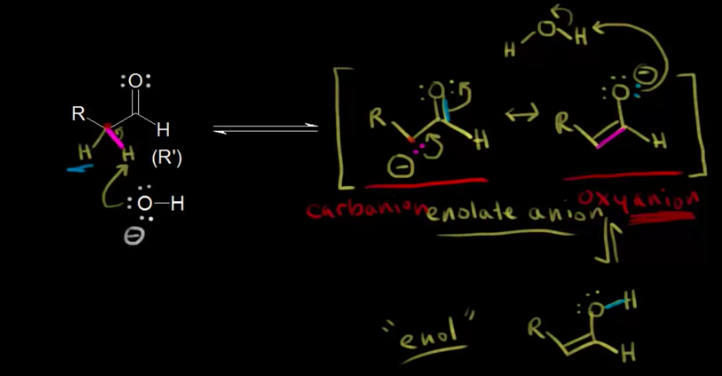 H O H
:O: :O: :O: ⊖
R H R H R H
H H (R')
⊖
:O–H
⊖
carbanion enolate anion oxyanion
:O–H
"enol" R H